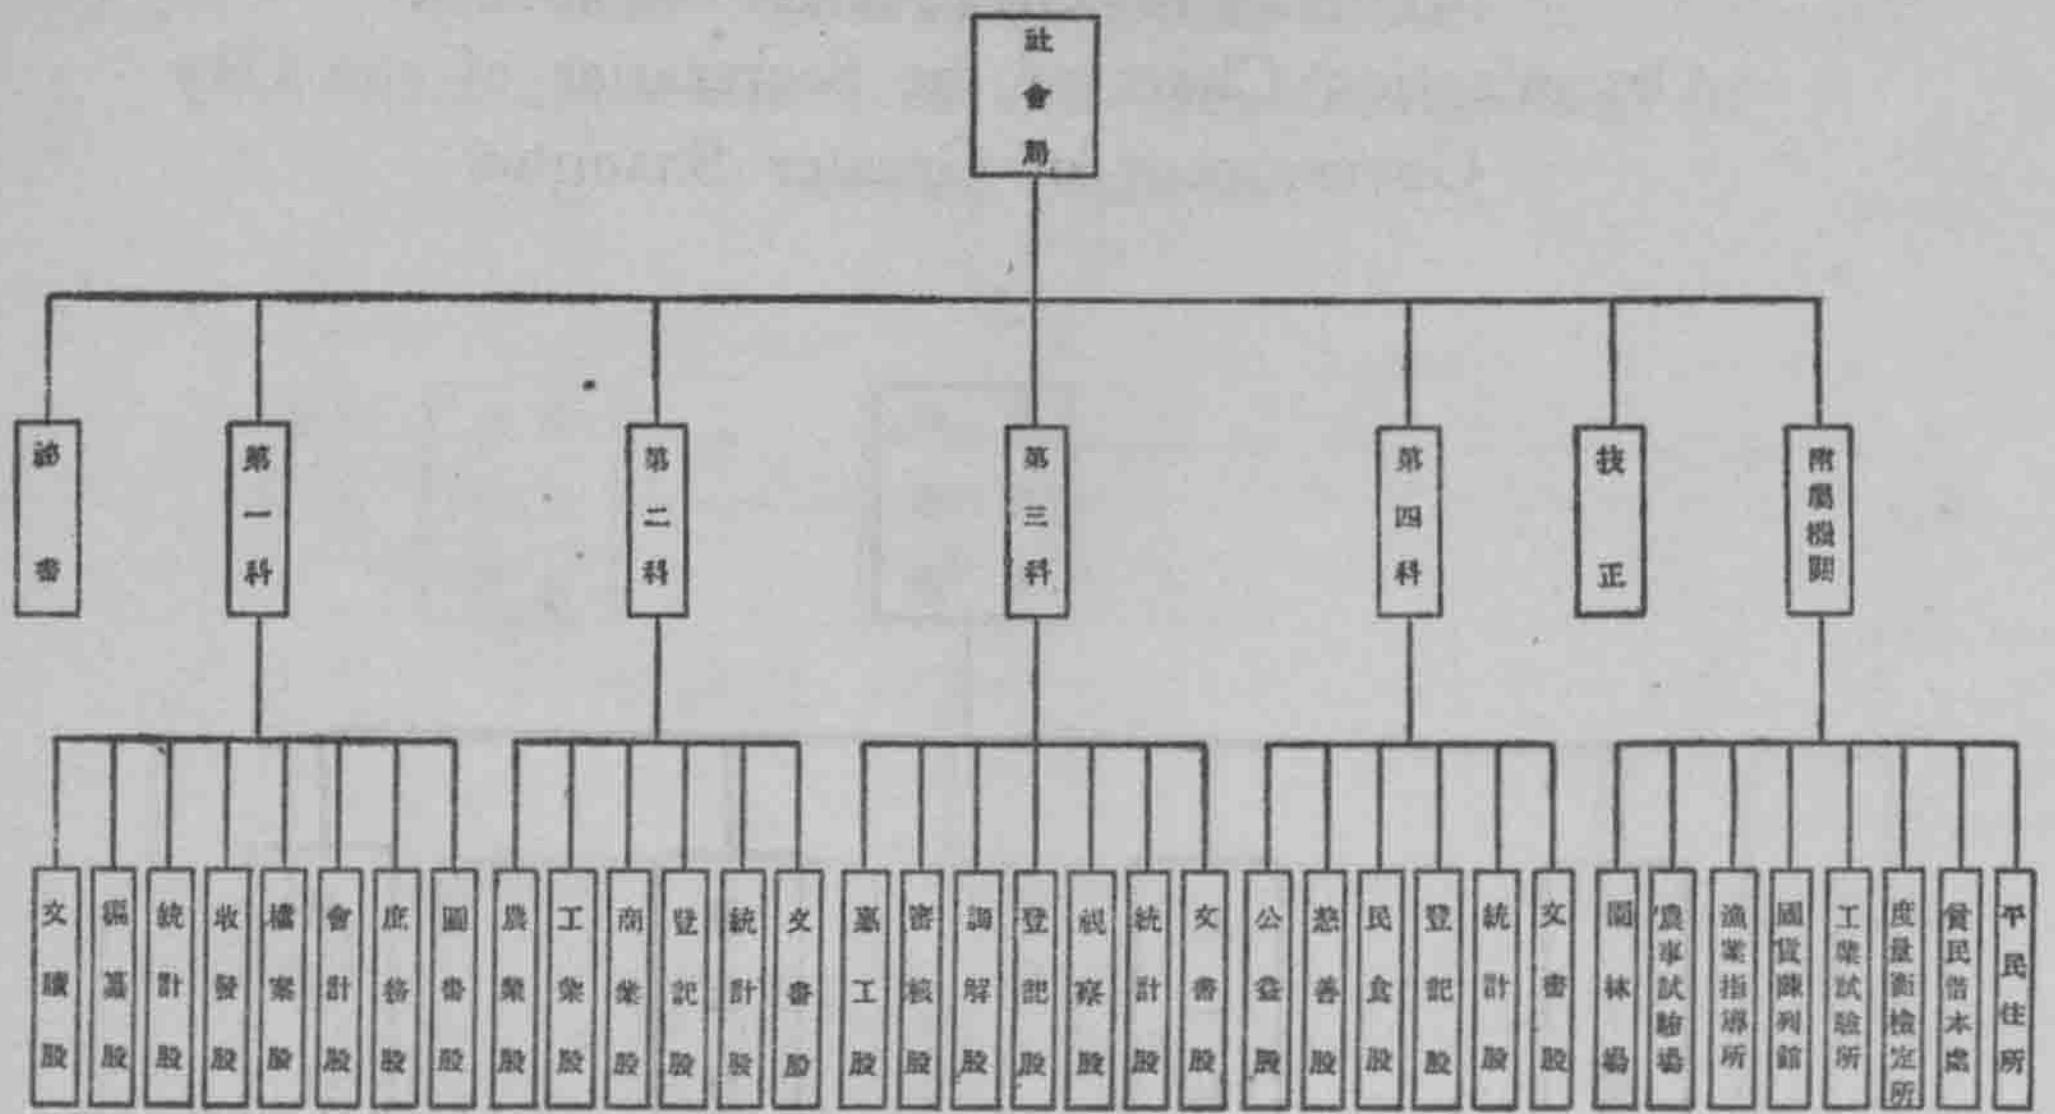 社會局
秘書
第一科
第二科
第三科
第四科
技正
附屬機關
文牘股
編纂股
統計股
收發股
檔案股
會計股
庶務股
圖書股
農業股
工業股
商業股
登記股
統計股
文書股
惠工股
審核股
調解股
登記股
視察股
統計股
文書股
公益股
慈善股
民食股
登記股
統計股
文書股
園林場
農事試驗場
漁業指導所
國貨陳列館
工業試驗所
度量衡檢定所
貧民借本處
平民住所